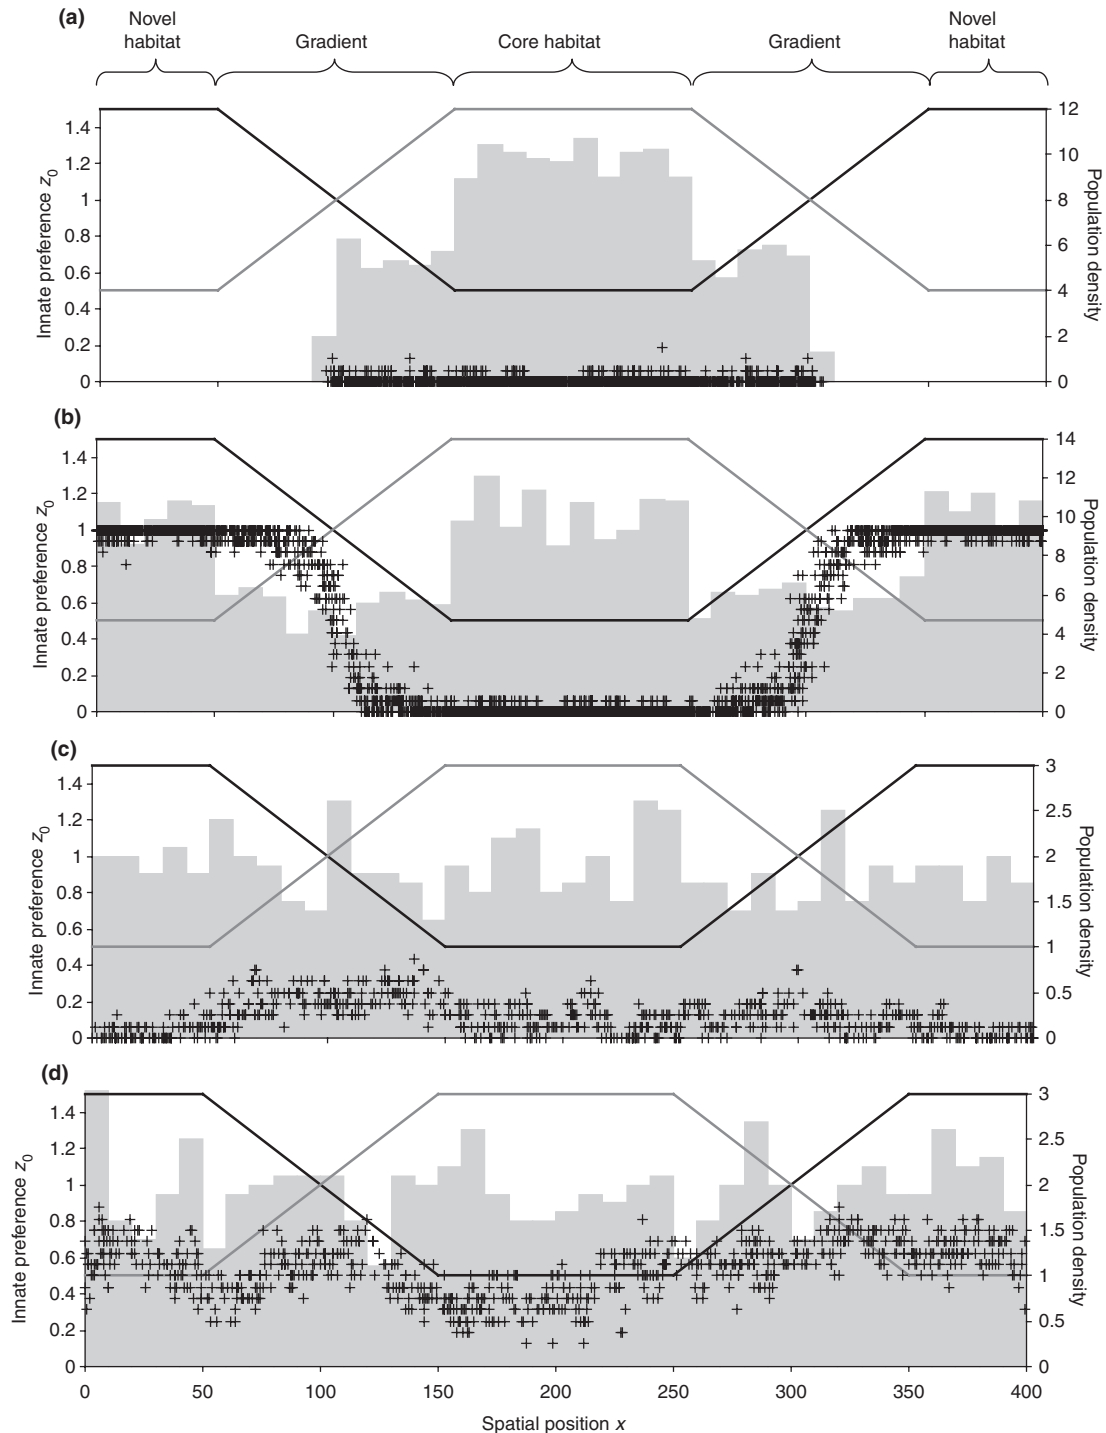 (a)
Novel
habitat
Gradient
Core habitat
Gradient
Novel
habitat
Innate preference z0
1.4
1.2
1
0.8
0.6
0.4
0.2
0
12
10
8
6
4
2
0
Population density
(b)
Innate preference z0
1.4
1.2
1
0.8
0.6
0.4
0.2
0
14
12
10
8
6
4
2
0
Population density
(c)
Innate preference z0
1.4
1.2
1
0.8
0.6
0.4
0.2
0
3
2.5
2
1.5
1
0.5
0
Population density
(d)
Innate preference z0
1.4
1.2
1
0.8
0.6
0.4
0.2
0
3
2.5
2
1.5
1
0.5
0
Population density
0 50 100 150 200 250 300 350 400
Spatial position x